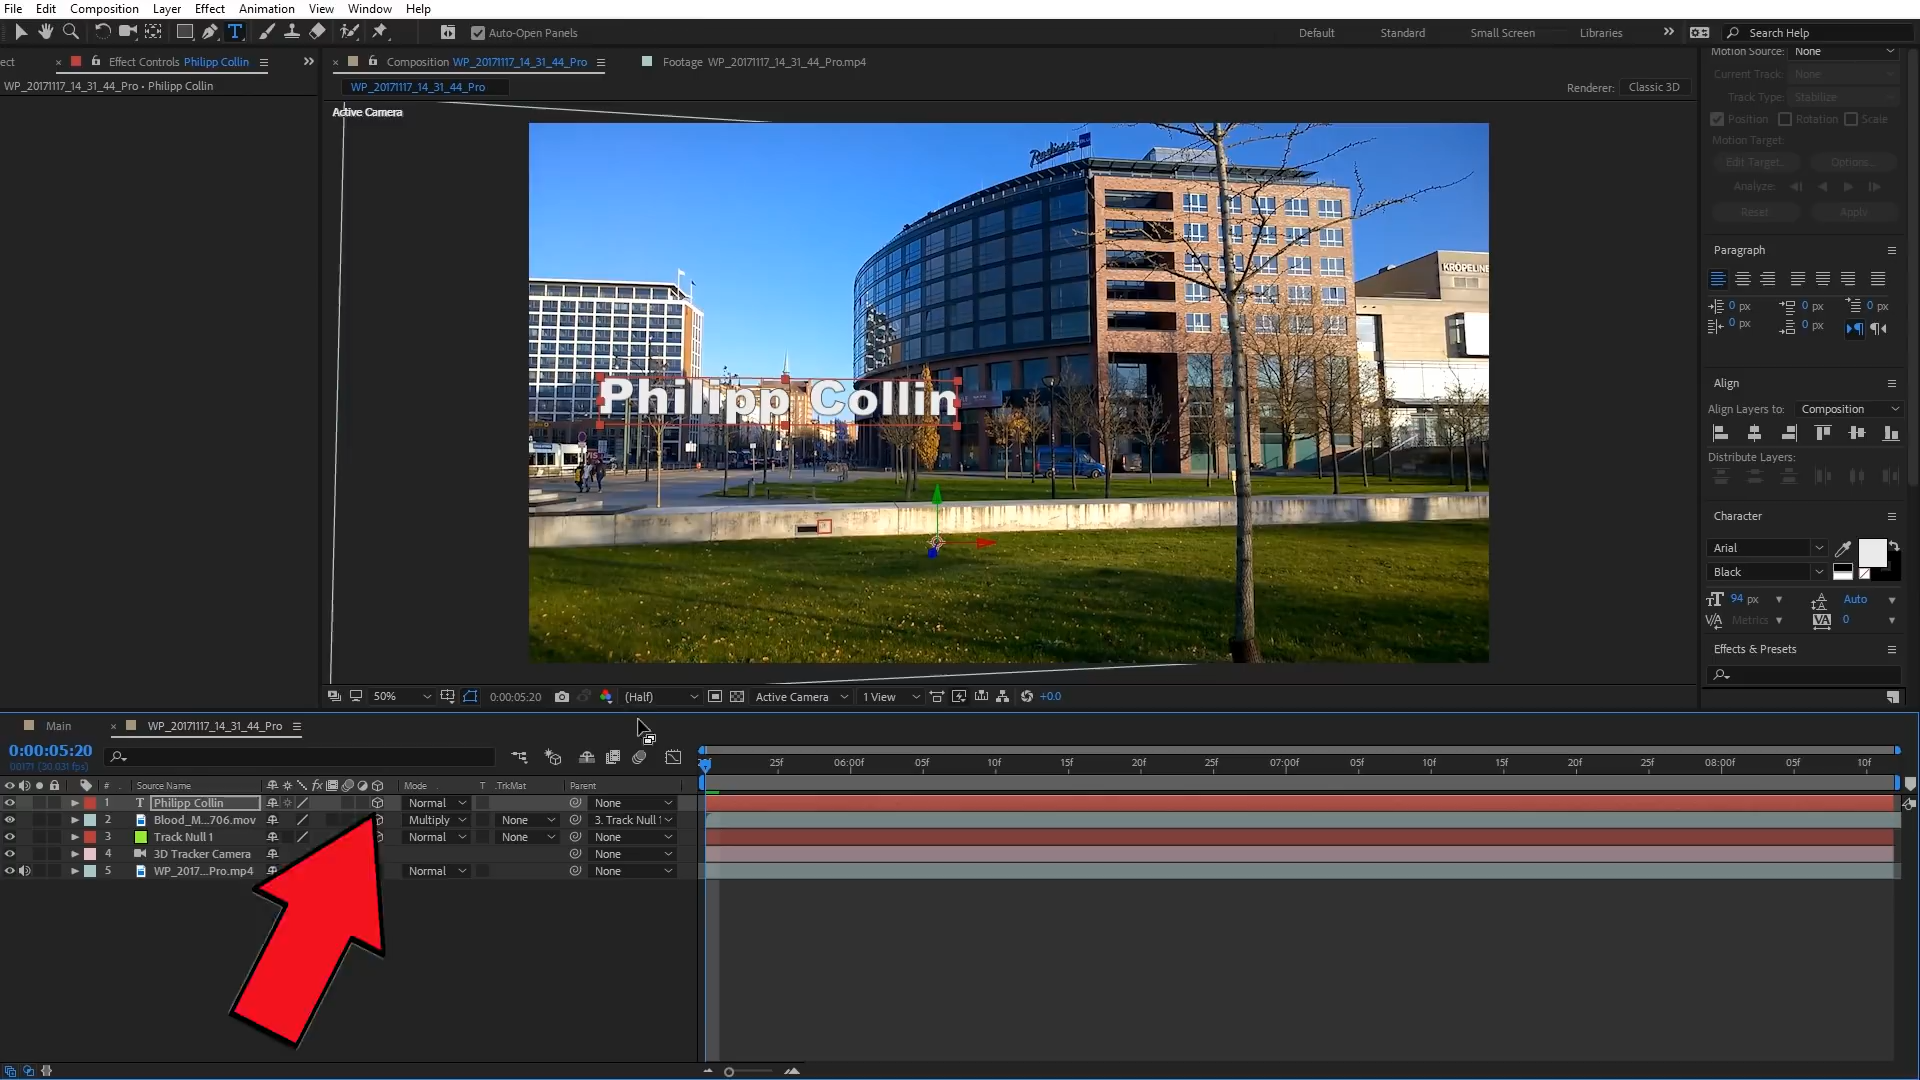 File Edit Composition Layer Effect Animation View Window Help
Auto-Open Panels Default Standard Small Screen Libraries Search Help
ect Effect Controls Philipp Collin Composition WP_20171117_14_31_44_Pro Footage WP_20171117_14_31_44_Pro.mp4
Motion Source: None
WP_20171117_14_31_44_Pro • Philipp Collin WP_20171117_14_31_44_Pro Renderer: Classic 3D
Current Track: None
Track Type: Stabilize
Active Camera
Position Rotation Scale
Motion Target:
Edit Target... Options...
Analyze:
Reset Apply
Radisson
KRÖPELINE
Philipp Collin
Paragraph
0 px 0 px 0 px
0 px 0 px
Align
Align Layers to: Composition
Distribute Layers:
Character
Arial
Black
94 px Auto
Metrics 0
Effects & Presets
50% 0:00:05:20 (Half) Active Camera 1 View +0.0
Main WP_20171117_14_31_44_Pro
0:00:05:20
00171 (30.031 fps)
25f 06:00f 05f 10f 15f 20f 25f 07:00f 05f 10f 15f 20f 25f 08:00f 05f 10f
# Source Name fx Mode T .TrkMat Parent
1 T Philipp Collin Normal None
2 Blood_M...706.mov Multiply None 3. Track Null 1
3 Track Null 1 Normal None None
4 3D Tracker Camera None
5 WP_2017...Pro.mp4 Normal None